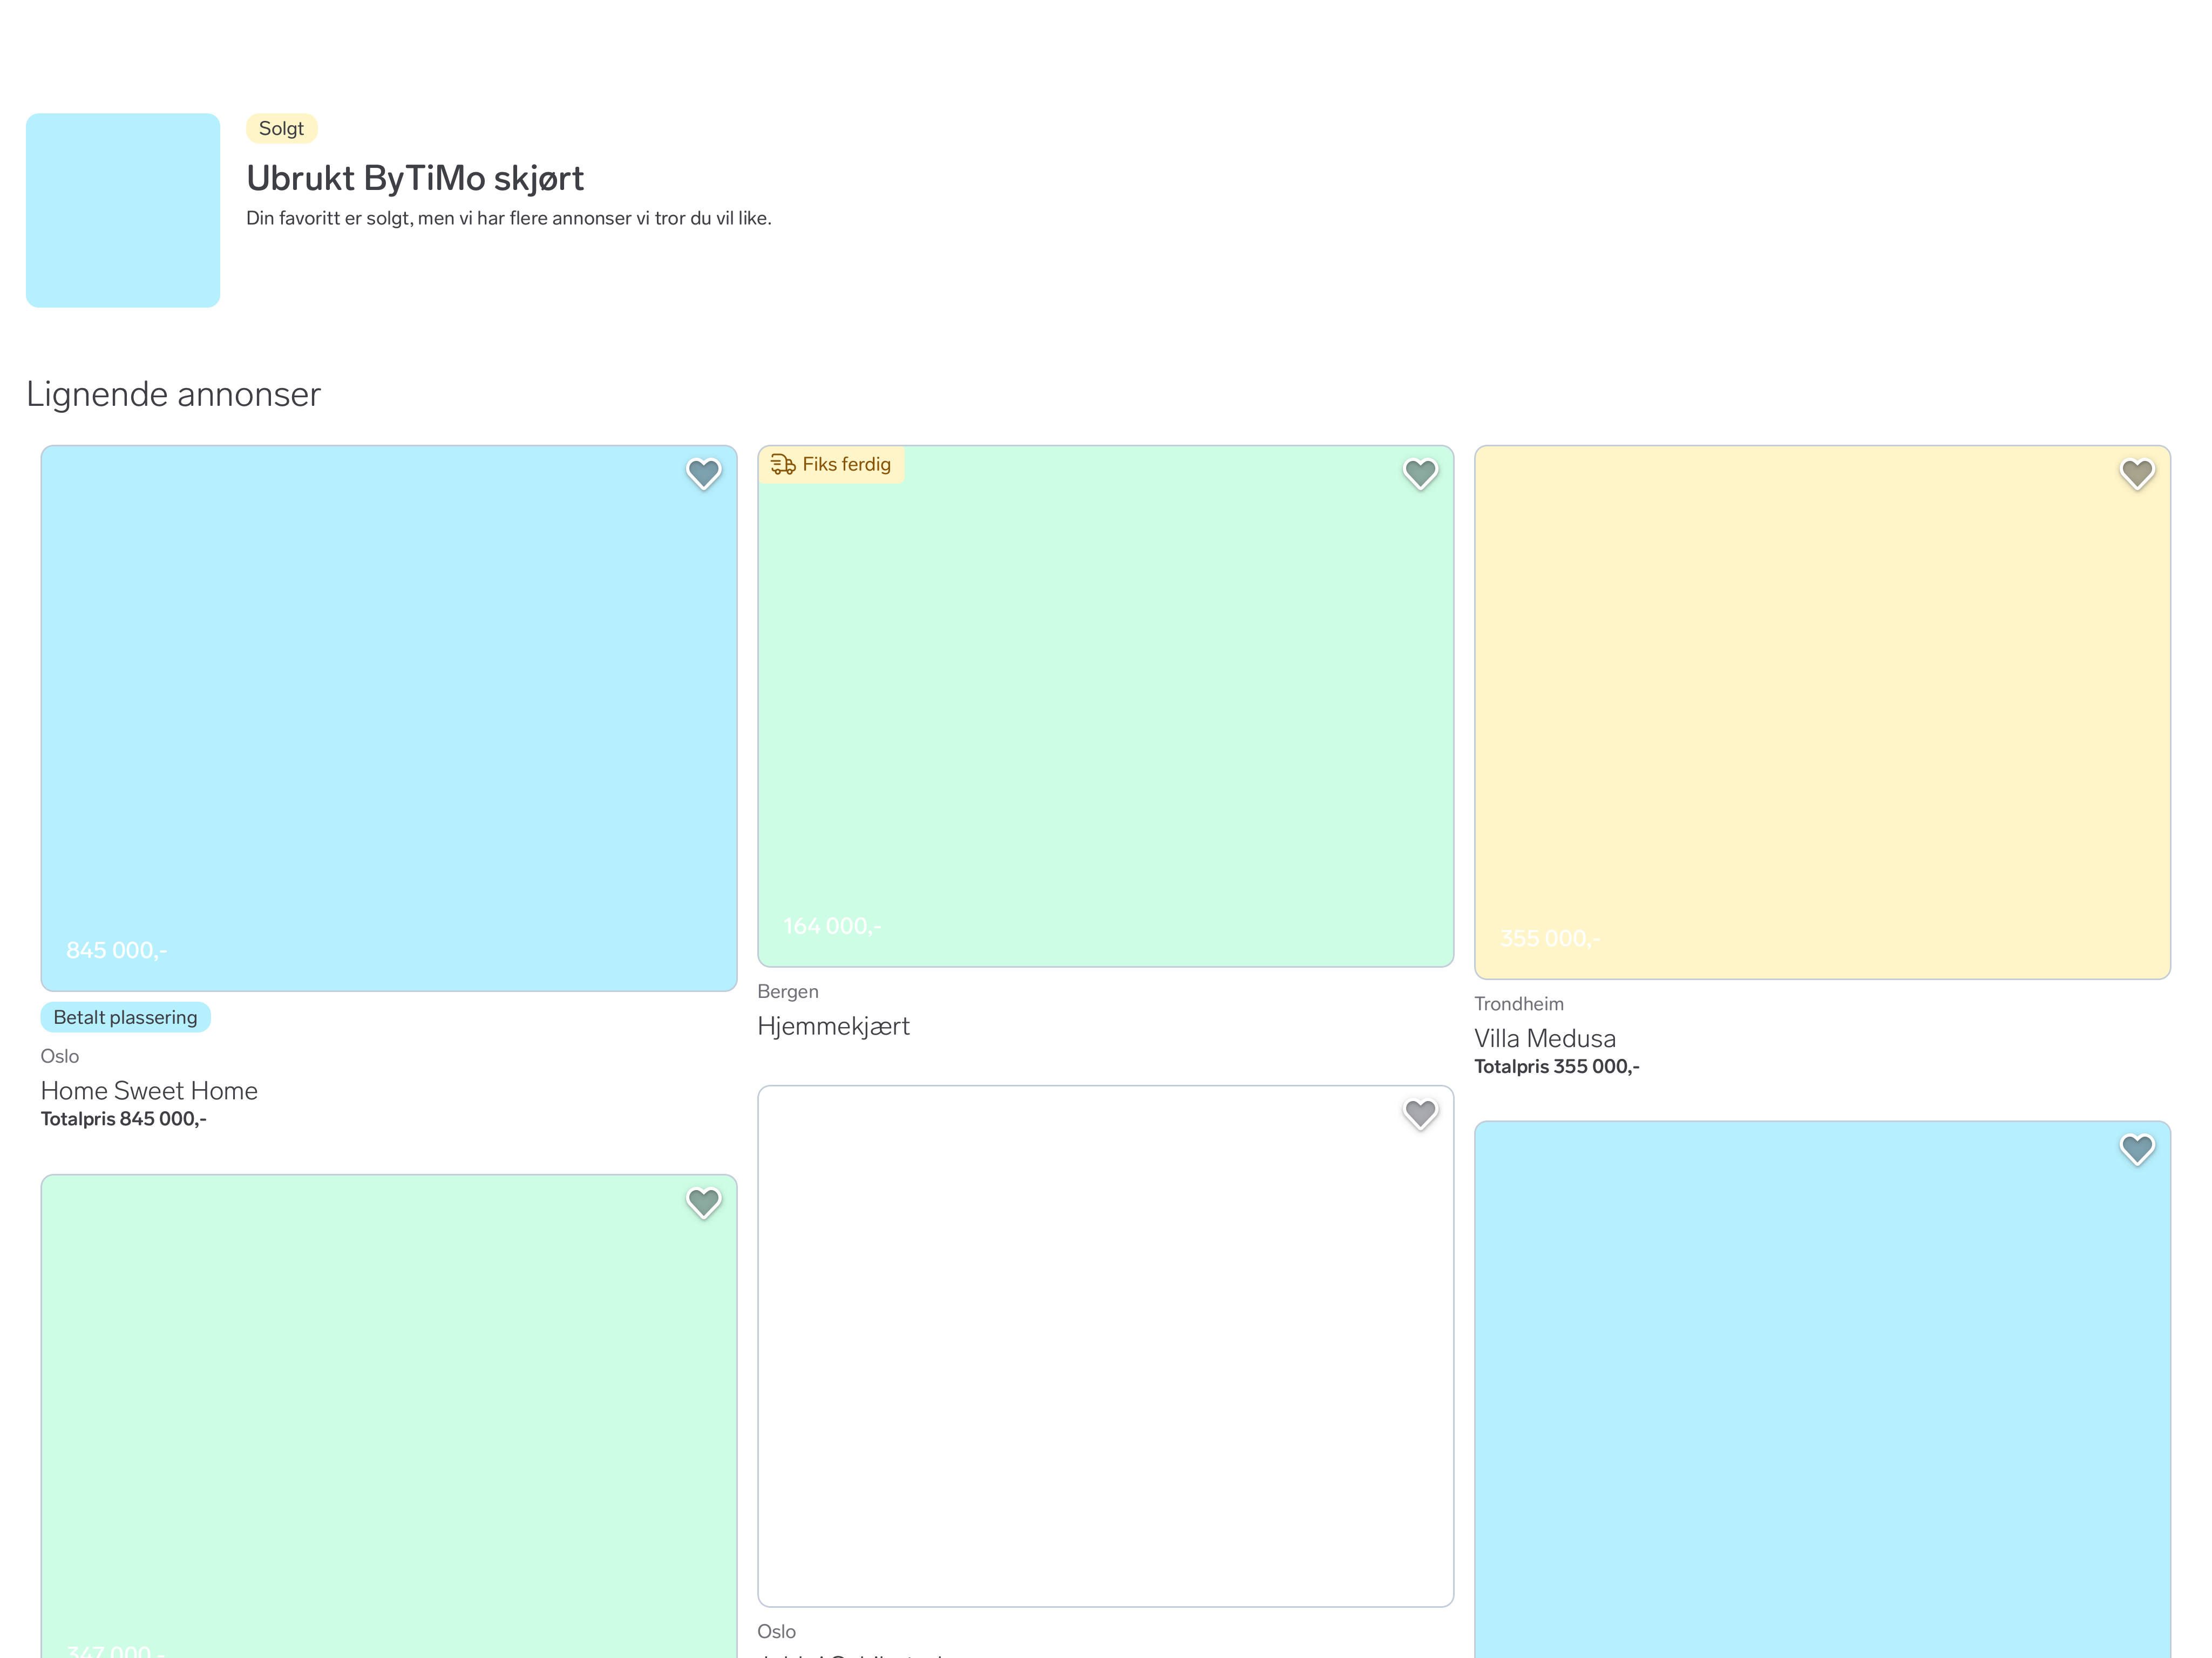 Solgt
Ubrukt ByTiMo skjørt
Din favoritt er solgt, men vi har flere annonser vi tror du vil like.
Lignende annonser
845 000,-
Betalt plassering
Oslo
Home Sweet Home
Totalpris 845 000,-
Fiks ferdig
164 000,-
Bergen
Hjemmekjært
355 000,-
Trondheim
Villa Medusa
Totalpris 355 000,-
347 000,-
Oslo